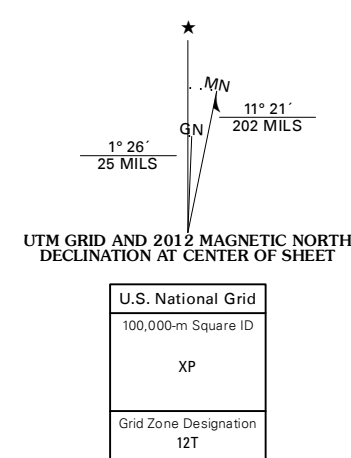 ★
MN
11° 21´
202 MILS
GN
1° 26´
25 MILS
UTM GRID AND 2012 MAGNETIC NORTH
DECLINATION AT CENTER OF SHEET
U.S. National Grid
100,000-m Square ID
XP
Grid Zone Designation
12T